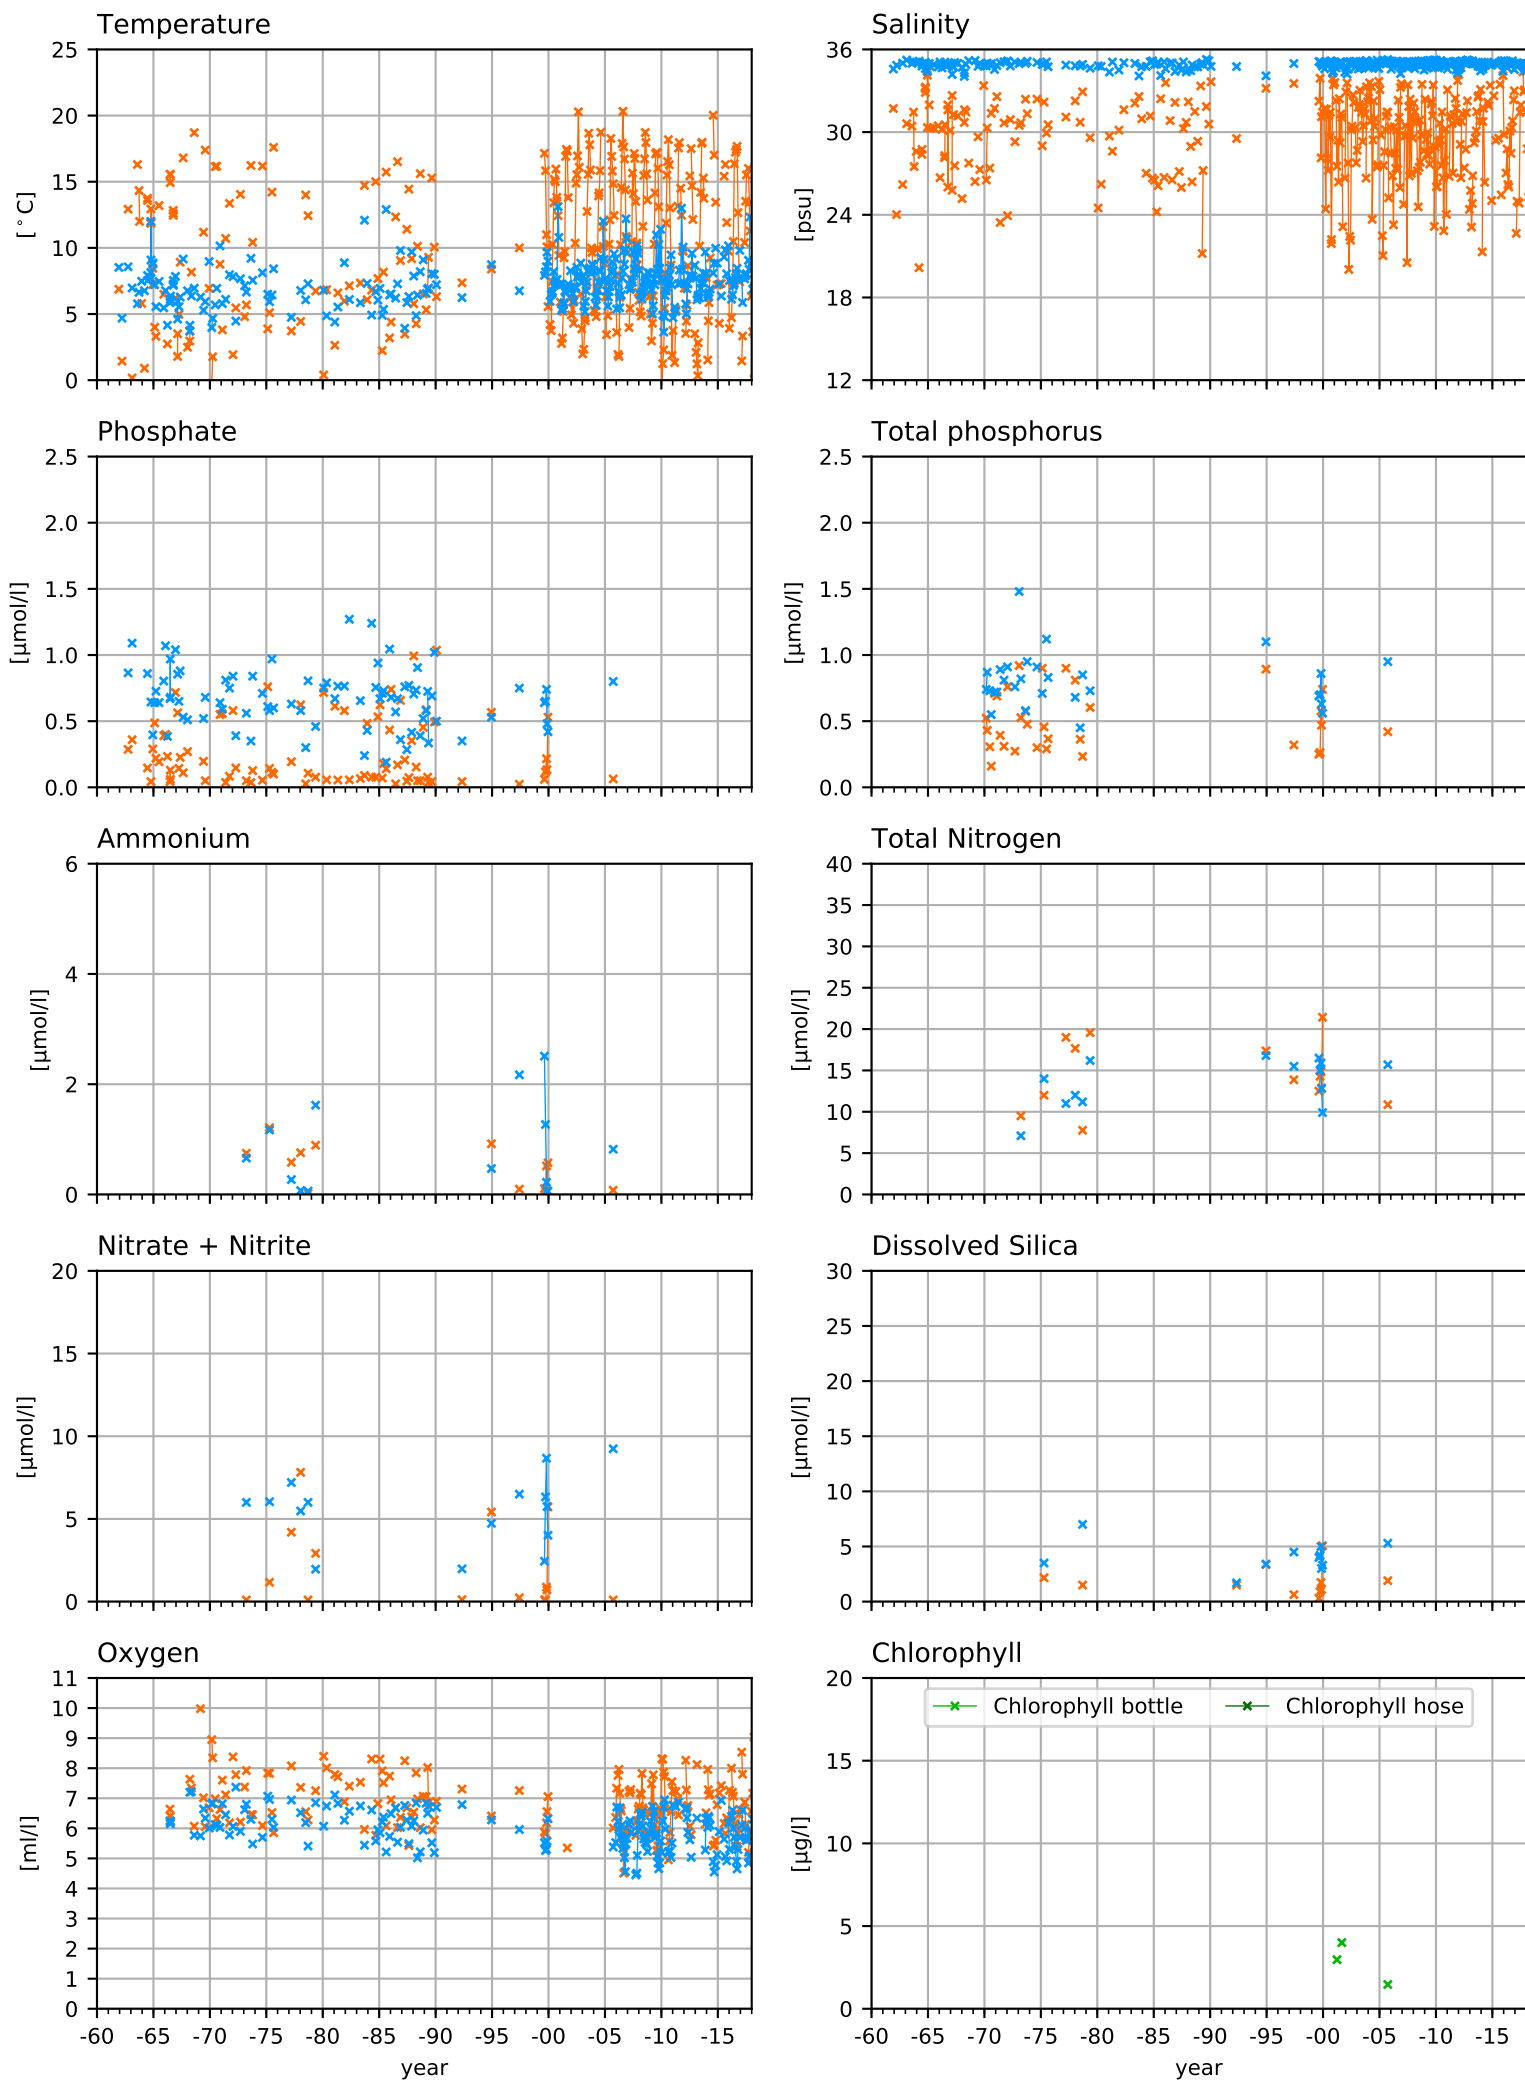 Temperature
25
20
15
10
5
0
[°C]
Salinity
36
30
24
18
12
[psu]
Phosphate
2.5
2.0
1.5
1.0
0.5
0.0
[µmol/l]
Total phosphorus
2.5
2.0
1.5
1.0
0.5
0.0
[µmol/l]
Ammonium
6
4
2
0
[µmol/l]
Total Nitrogen
40
35
30
25
20
15
10
5
0
[µmol/l]
Nitrate + Nitrite
20
15
10
5
0
[µmol/l]
Dissolved Silica
30
25
20
15
10
5
0
[µmol/l]
Oxygen
11
10
9
8
7
6
5
4
3
2
1
0
[ml/l]
-60 -65 -70 -75 -80 -85 -90 -95 -00 -05 -10 -15
year
Chlorophyll
20
15
10
5
0
[µg/l]
Chlorophyll bottle Chlorophyll hose
-60 -65 -70 -75 -80 -85 -90 -95 -00 -05 -10 -15
year